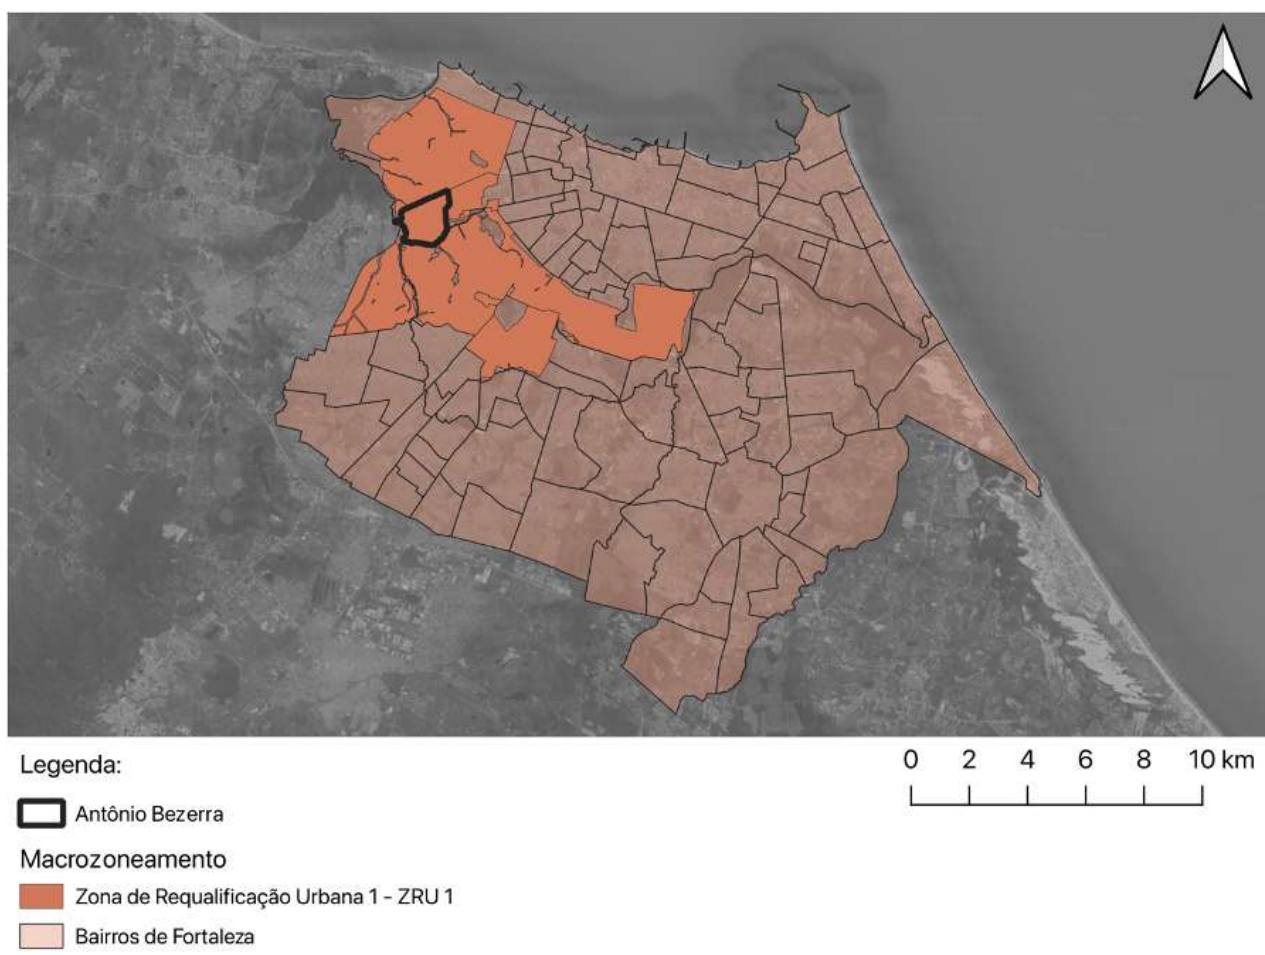 Legenda:
0 2 4 6 8 10 km
Antônio Bezerra
Macrozoneamento
Zona de Requalificação Urbana 1 - ZRU 1
Bairros de Fortaleza